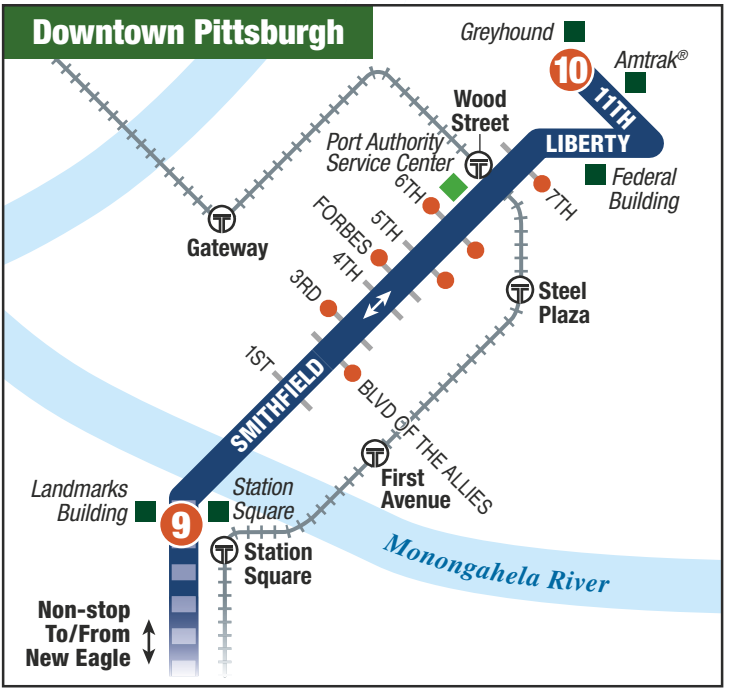 Downtown Pittsburgh
Greyhound
10
Amtrak®
11TH
Wood
Street
LIBERTY
Port Authority
Service Center
T
Federal
Building
6TH
7TH
FORBES
5TH
T
Gateway
4TH
3RD
T
Steel
Plaza
1ST
SMITHFIELD
BLVD OF THE ALLIES
T
First
Avenue
Landmarks
Building
9
Station
Square
T
Station
Square
Monongahela River
Non-stop
To/From
New Eagle